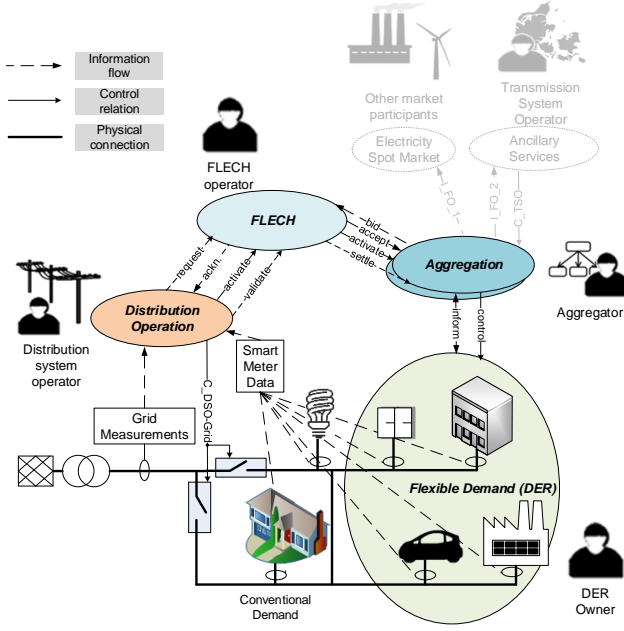 Information
flow
Control
relation
Physical
connection
Other market
participants
Transmission
System
Operator
Electricity
Spot Market
Ancillary
Services
I_FO_1
I_FO_2
C_TSO
FLECH
operator
FLECH
bid
accept
activate
settle
Aggregation
Aggregator
request
ackn.
activate
validate
Distribution
Operation
Distribution
system
operator
inform
control
C_DSO-Grid
Smart
Meter
Data
Grid
Measurements
Flexible Demand (DER)
Conventional
Demand
DER
Owner